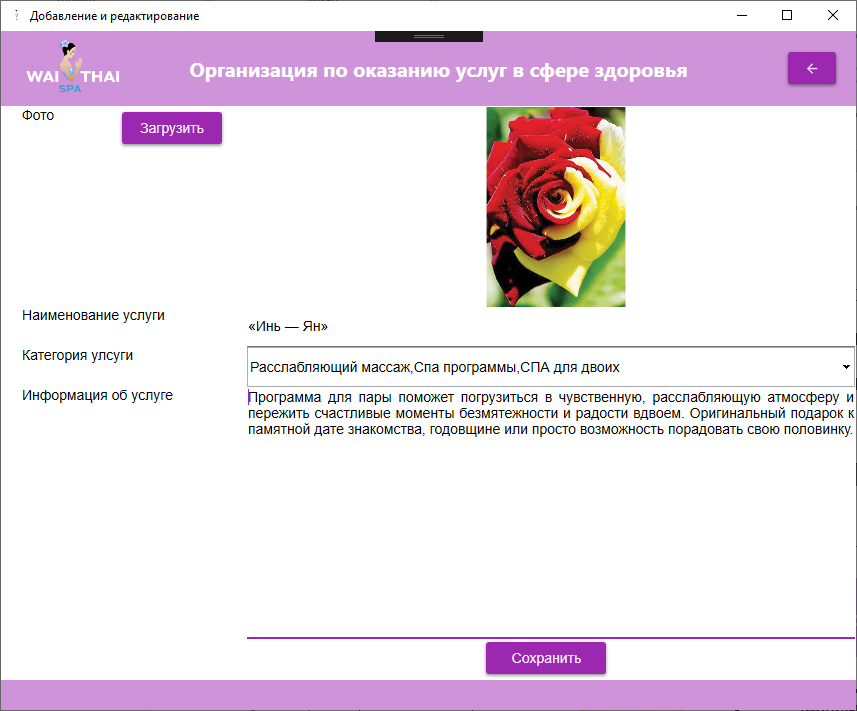 Добавление и редактирование
WAI THAI
SPA
Организация по оказанию услуг в сфере здоровья
Фото
Загрузить
Наименование услуги
«Инь — Ян»
Категория улсуги
Расслабляющий массаж,Спа программы,СПА для двоих
Информация об услуге
Программа для пары поможет погрузиться в чувственную, расслабляющую атмосферу и
пережить счастливые моменты безмятежности и радости вдвоем. Оригинальный подарок к
памятной дате знакомства, годовщине или просто возможность порадовать свою половинку.
Сохранить